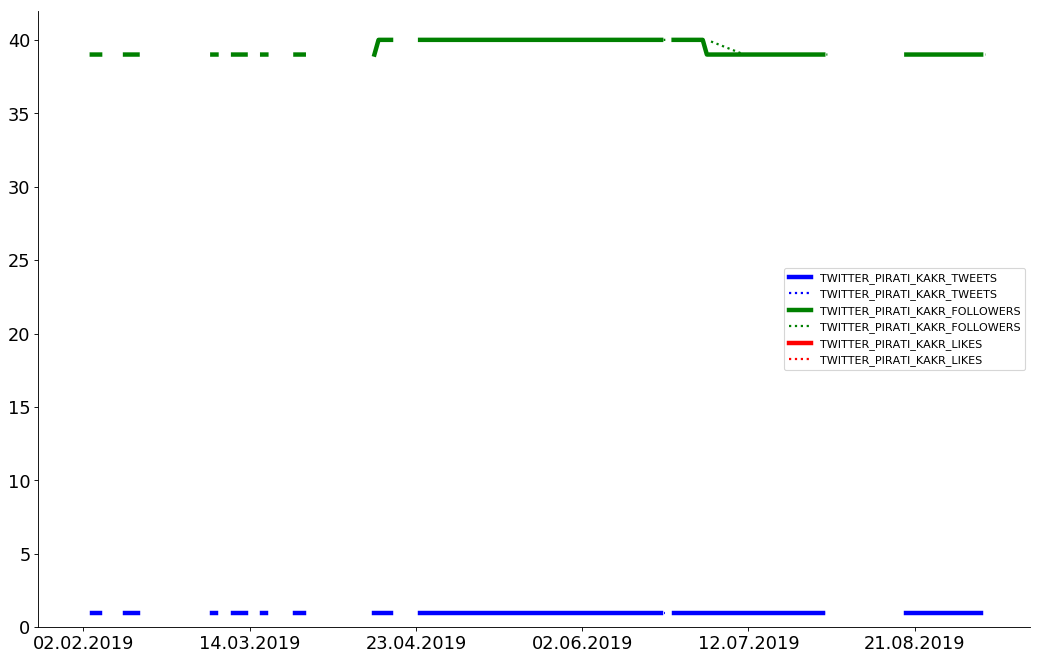 40
35
30
25
20
15
10
5
0
02.02.2019 14.03.2019 23.04.2019 02.06.2019 12.07.2019 21.08.2019
TWITTER_PIRATI_KAKR_TWEETS
TWITTER_PIRATI_KAKR_TWEETS
TWITTER_PIRATI_KAKR_FOLLOWERS
TWITTER_PIRATI_KAKR_FOLLOWERS
TWITTER_PIRATI_KAKR_LIKES
TWITTER_PIRATI_KAKR_LIKES